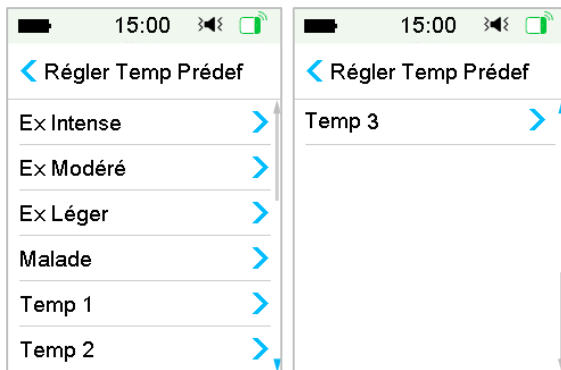 15:00
Régler Temp Prédef
Ex Intense
Ex Modéré
Ex Léger
Malade
Temp 1
Temp 2
15:00
Régler Temp Prédef
Temp 3